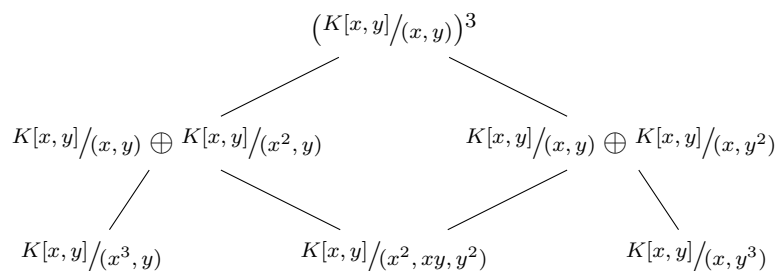 (K[x, y]/(x, y))^3
K[x, y]/(x, y) ⊕ K[x, y]/(x^2, y) K[x, y]/(x, y) ⊕ K[x, y]/(x, y^2)
K[x, y]/(x^3, y) K[x, y]/(x^2, xy, y^2) K[x, y]/(x, y^3)